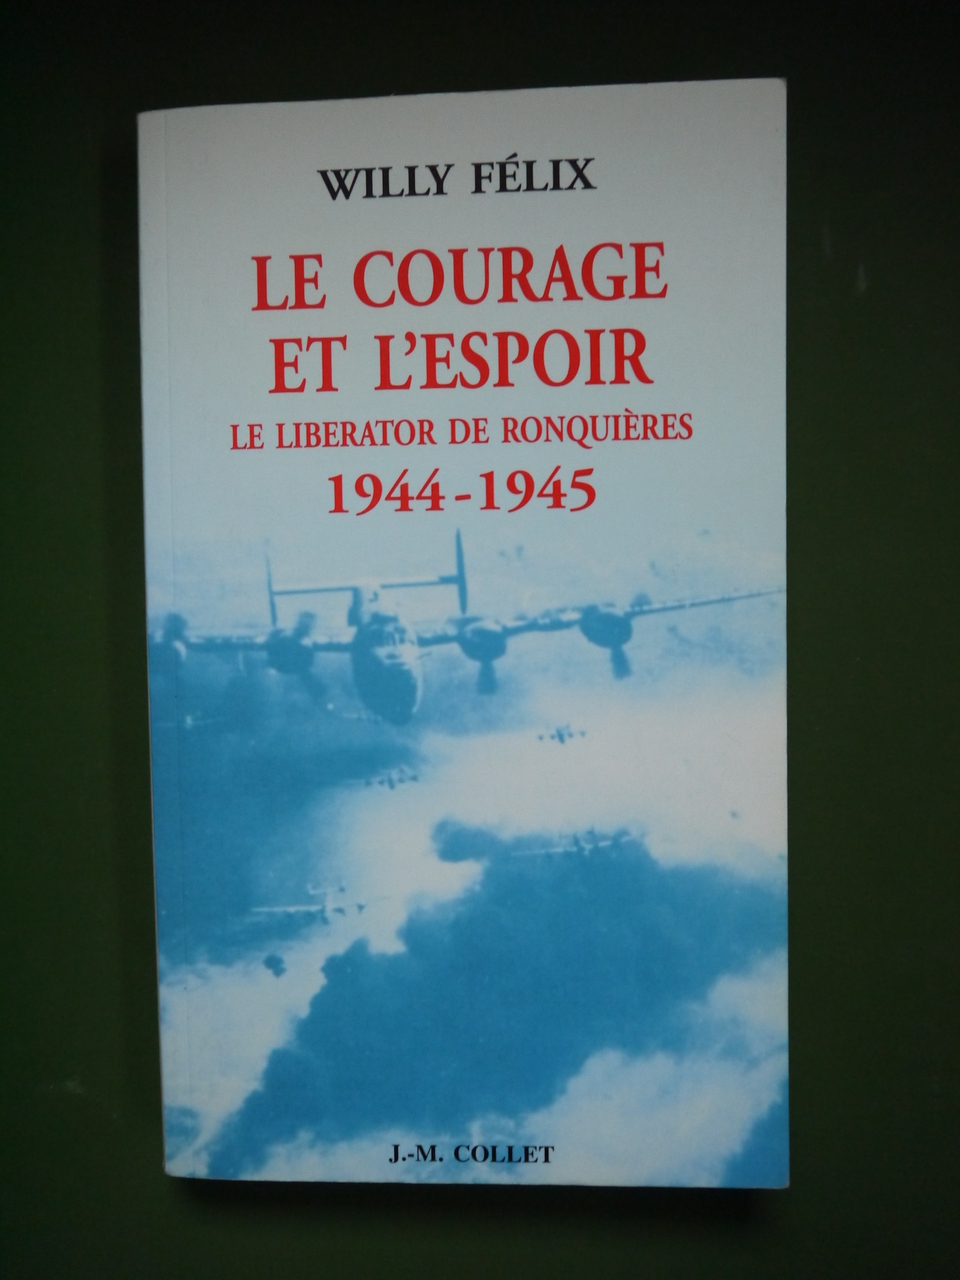 WILLY FÉLIX
LE COURAGE
ET L'ESPOIR
LE LIBERATOR DE RONQUIÈRES
1944-1945
J.-M. COLLET